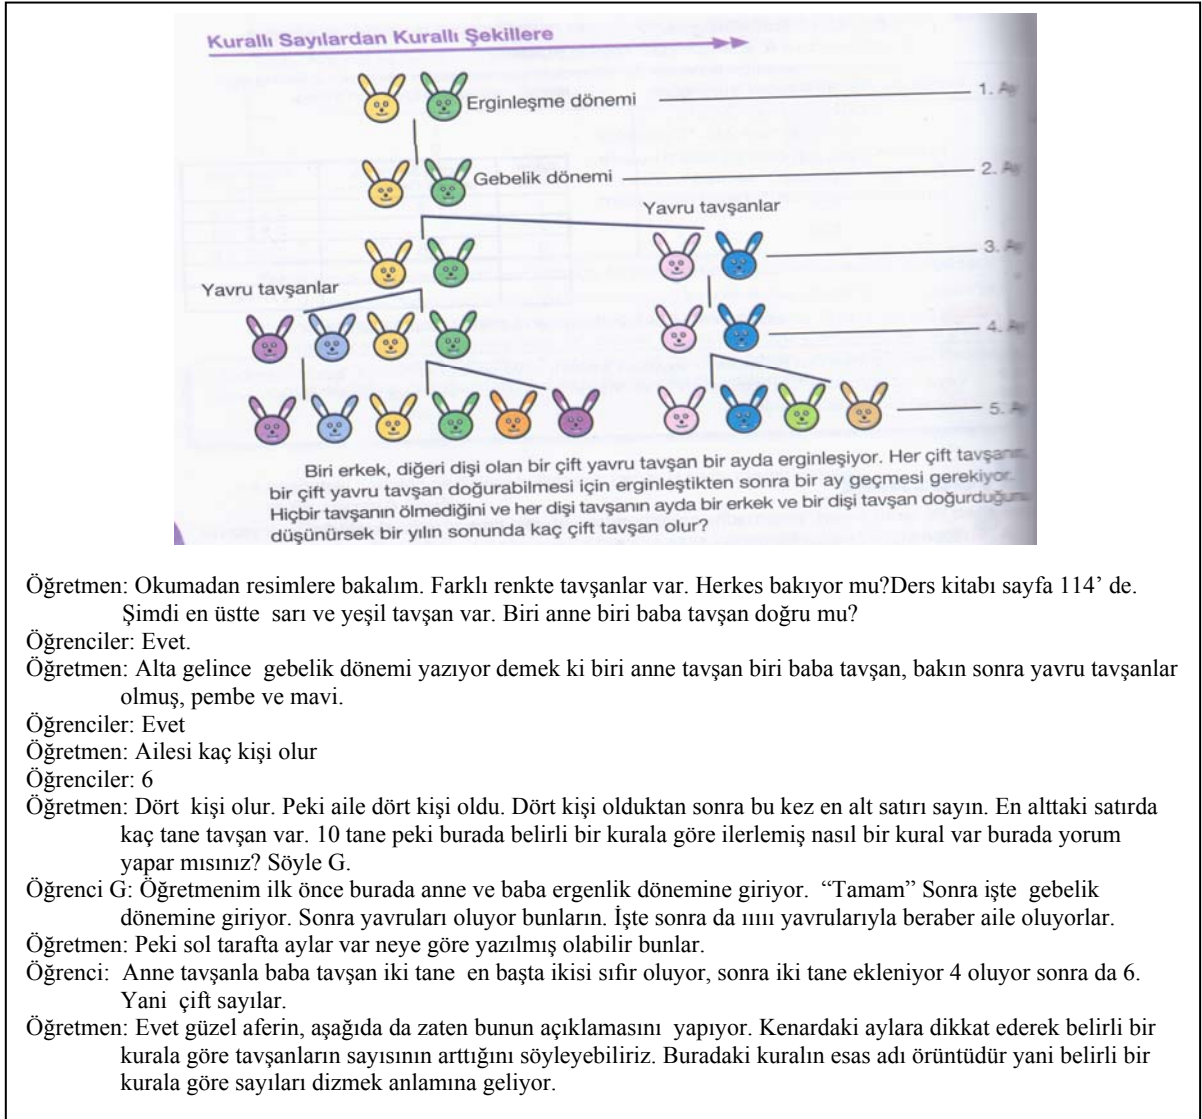 Kurallı Sayılardan Kurallı Şekillere
Erginleşme dönemi
1. Ay
Gebelik dönemi
2. Ay
Yavru tavşanlar
3. Ay
Yavru tavşanlar
4. Ay
5. Ay
Biri erkek, diğeri dişi olan bir çift yavru tavşan bir ayda erginleşiyor. Her çift tavşanın,
bir çift yavru tavşan doğurabilmesi için erginleştikten sonra bir ay geçmesi gerekiyor.
Hiçbir tavşanın ölmediğini ve her dişi tavşanın ayda bir erkek ve bir dişi tavşan doğurduğunu
düşünürsek bir yılın sonunda kaç çift tavşan olur?
Öğretmen: Okumadan resimlere bakalım. Farklı renkte tavşanlar var. Herkes bakıyor mu?Ders kitabı sayfa 114’ de.
Şimdi en üstte sarı ve yeşil tavşan var. Biri anne biri baba tavşan doğru mu?
Öğrenciler: Evet.
Öğretmen: Alta gelince gebelik dönemi yazıyor demek ki biri anne tavşan biri baba tavşan, bakın sonra yavru tavşanlar
olmuş, pembe ve mavi.
Öğrenciler: Evet
Öğretmen: Ailesi kaç kişi olur
Öğrenciler: 6
Öğretmen: Dört kişi olur. Peki aile dört kişi oldu. Dört kişi olduktan sonra bu kez en alt satırı sayın. En alttaki satırda
kaç tane tavşan var. 10 tane peki burada belirli bir kurala göre ilerlemiş nasıl bir kural var burada yorum
yapar mısınız? Söyle G.
Öğrenci G: Öğretmenim ilk önce burada anne ve baba ergenlik dönemine giriyor. “Tamam” Sonra işte gebelik
dönemine giriyor. Sonra yavruları oluyor bunların. İşte sonra da ııııı yavrularıyla beraber aile oluyorlar.
Öğretmen: Peki sol tarafta aylar var neye göre yazılmış olabilir bunlar.
Öğrenci: Anne tavşanla baba tavşan iki tane en başta ikisi sıfır oluyor, sonra iki tane ekleniyor 4 oluyor sonra da 6.
Yani çift sayılar.
Öğretmen: Evet güzel aferin, aşağıda da zaten bunun açıklamasını yapıyor. Kenardaki aylara dikkat ederek belirli bir
kurala göre tavşanların sayısının arttığını söyleyebiliriz. Buradaki kuralın esas adı örüntüdür yani belirli bir
kurala göre sayıları dizmek anlamına geliyor.